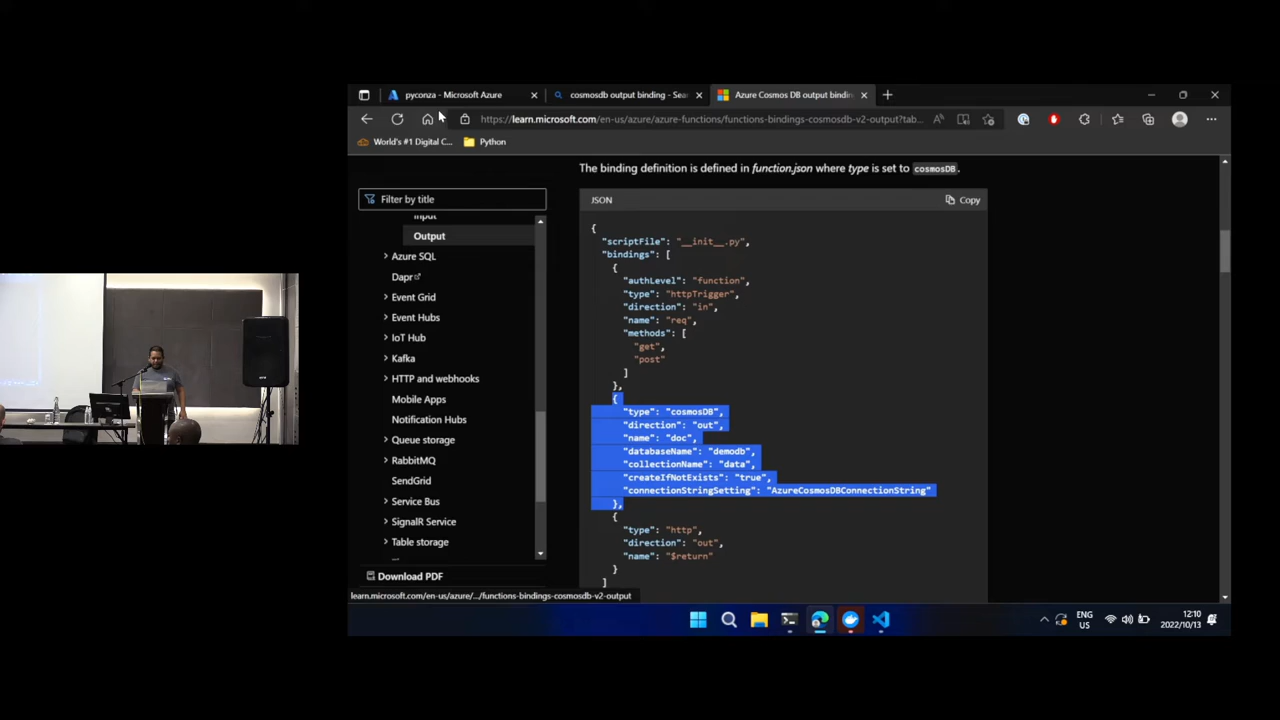 pyconza - Microsoft Azure
cosmosdb output binding - Sea
Azure Cosmos DB output bindin
https://learn.microsoft.com/en-us/azure/azure-functions/functions-bindings-cosmosdb-v2-output?tab...
World's #1 Digital C...
Python
The binding definition is defined in function.json where type is set to cosmosDB.
Filter by title
Input
Output
Azure SQL
Dapr
Event Grid
Event Hubs
IoT Hub
Kafka
HTTP and webhooks
Mobile Apps
Notification Hubs
Queue storage
RabbitMQ
SendGrid
Service Bus
SignalR Service
Table storage
Download PDF
JSON
Copy
{
"scriptFile": "__init__.py",
"bindings": [
{
"authLevel": "function",
"type": "httpTrigger",
"direction": "in",
"name": "req",
"methods": [
"get",
"post"
]
},
{
"type": "cosmosDB",
"direction": "out",
"name": "doc",
"databaseName": "demodb",
"collectionName": "data",
"createIfNotExists": "true",
"connectionStringSetting": "AzureCosmosDBConnectionString"
},
{
"type": "http",
"direction": "out",
"name": "$return"
}
]
learn.microsoft.com/en-us/azure/.../functions-bindings-cosmosdb-v2-output
ENG
US
12:10
2022/10/13